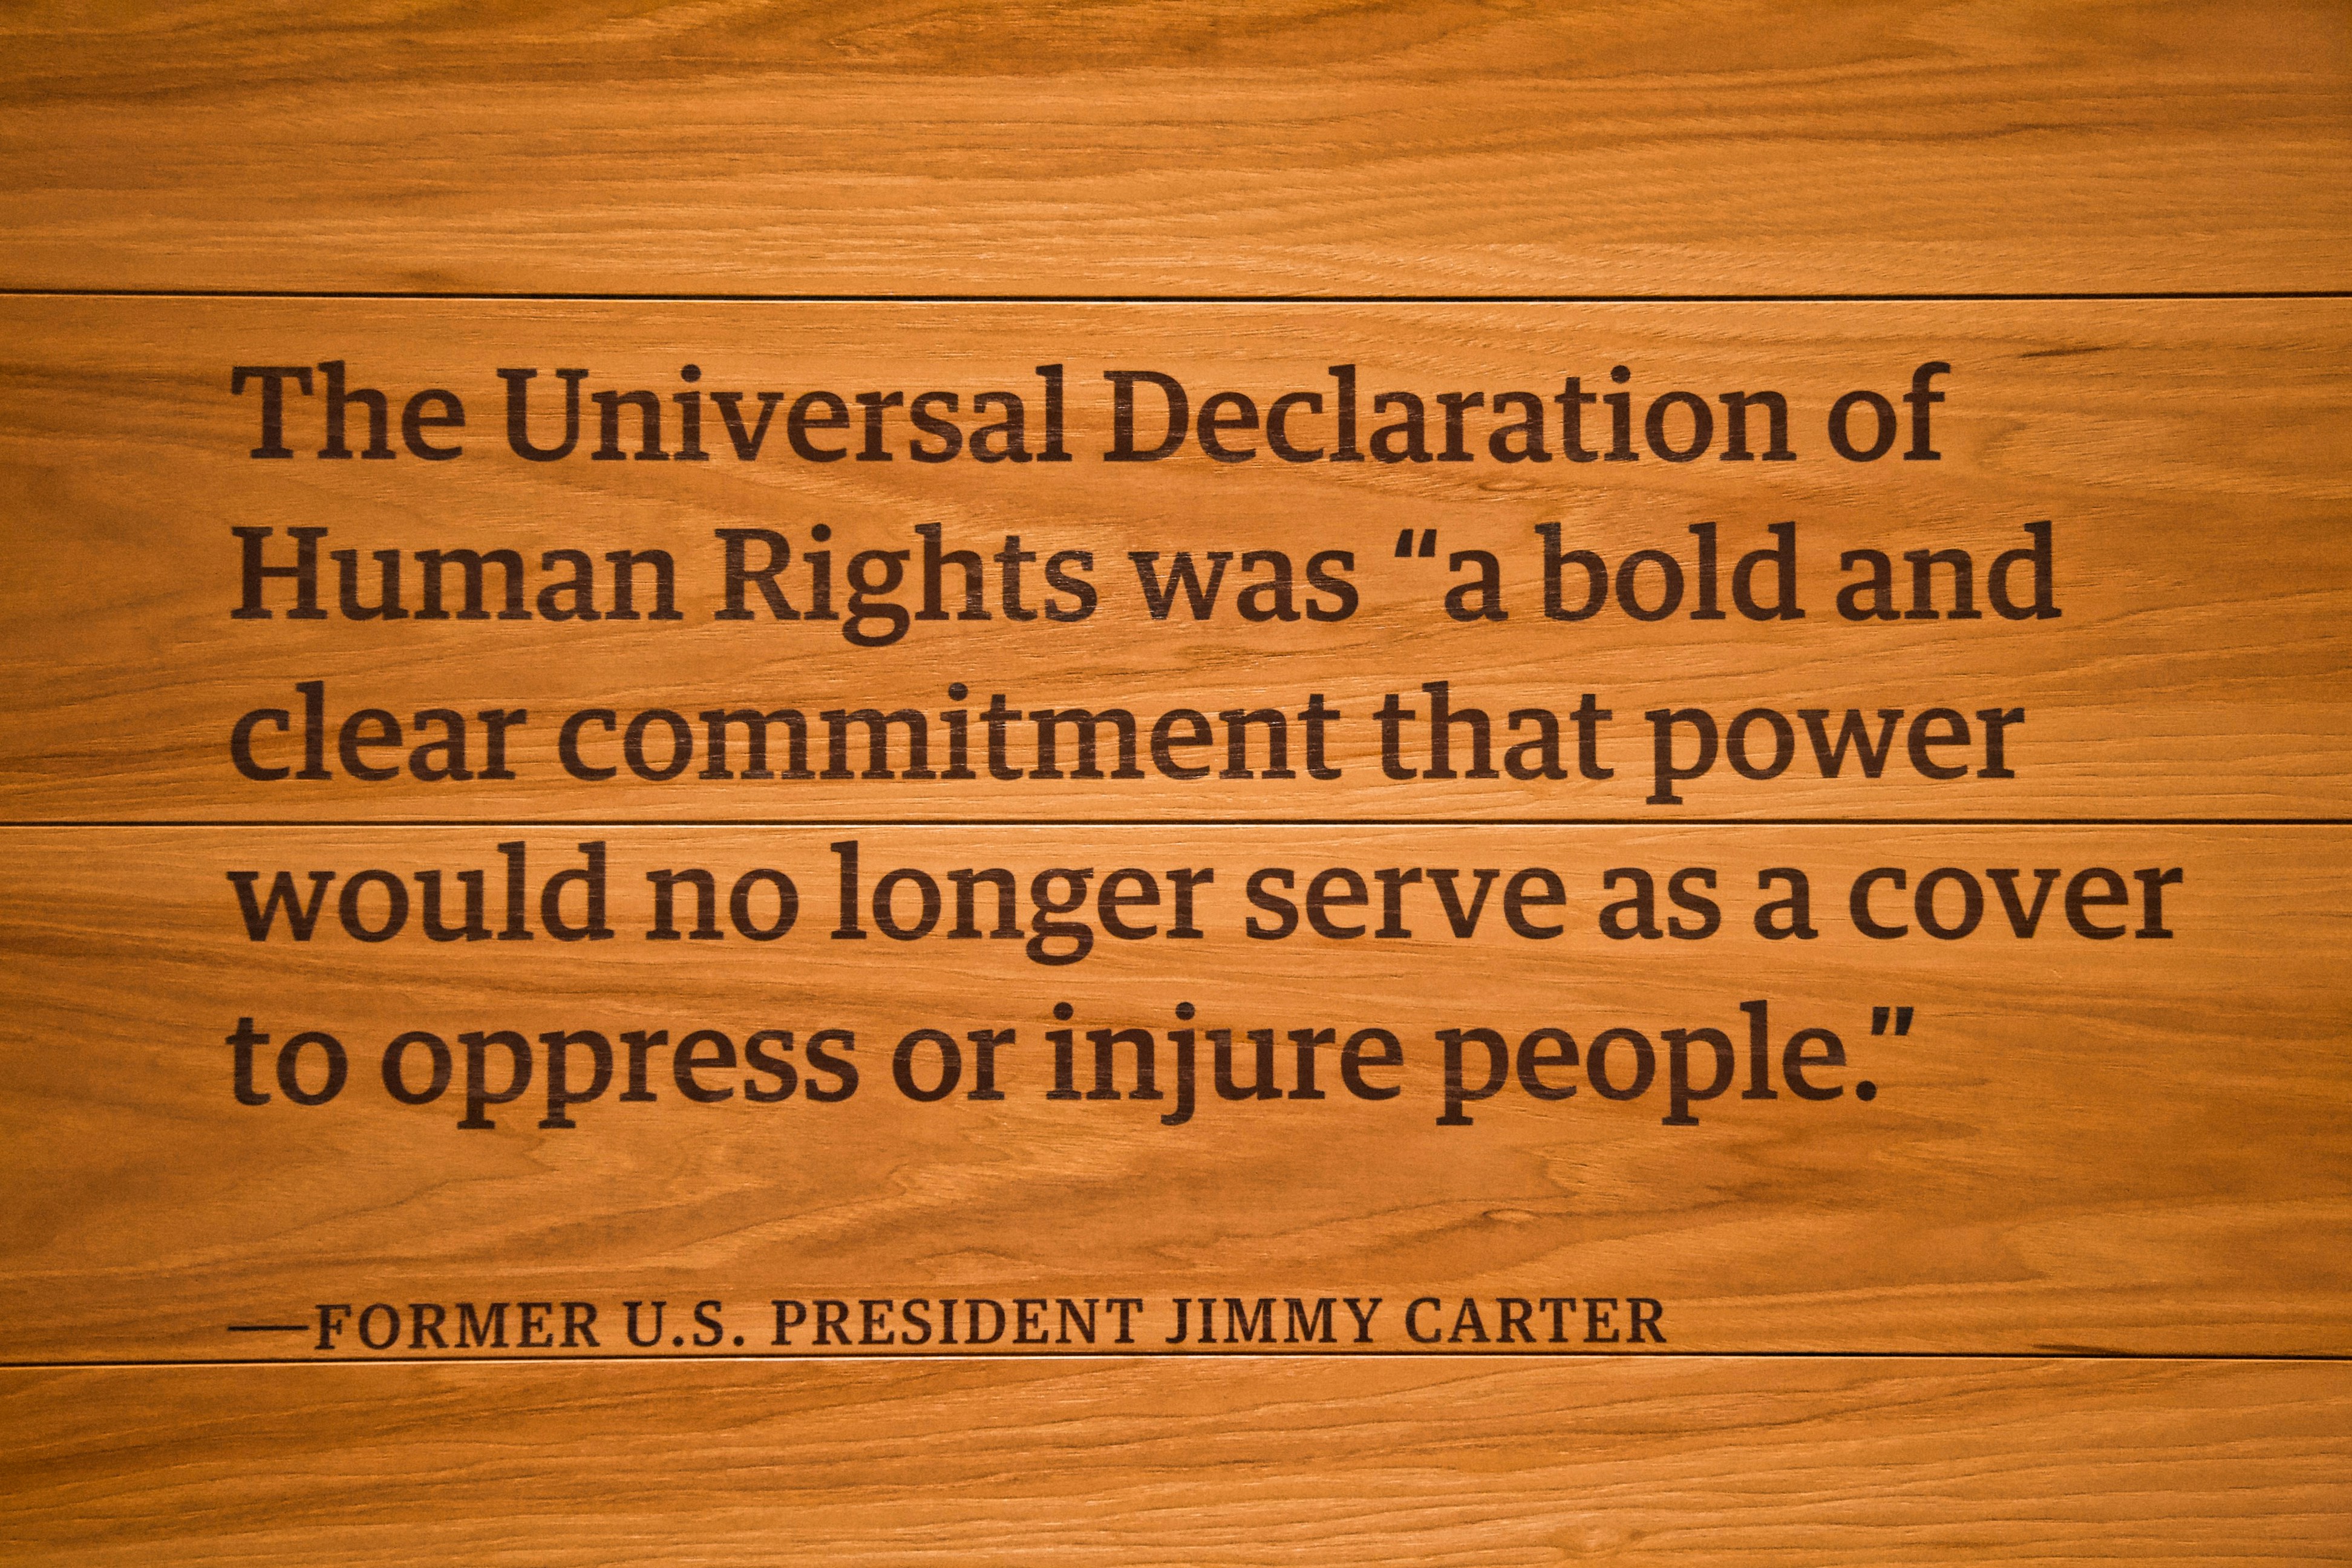 The Universal Declaration of
Human Rights was “a bold and
clear commitment that power
would no longer serve as a cover
to oppress or injure people.”
—FORMER U.S. PRESIDENT JIMMY CARTER